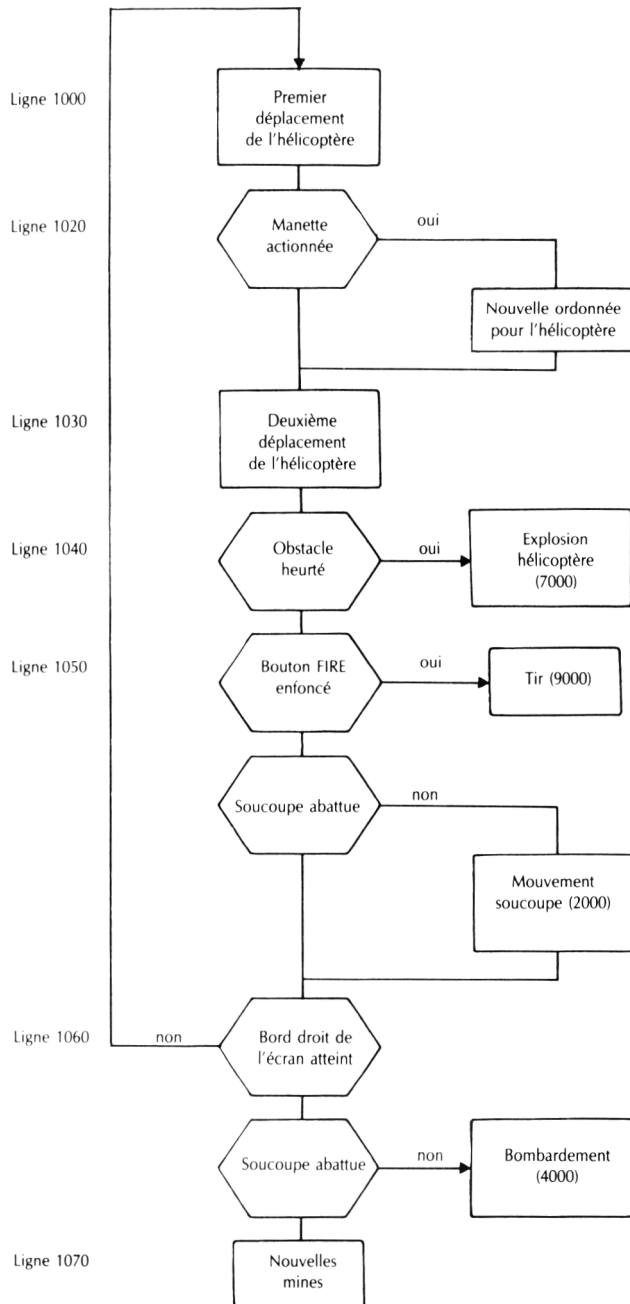 Ligne 1000
Premier
déplacement
de l'hélicoptère
Ligne 1020
Manette
actionnée
oui
Nouvelle ordonnée
pour l'hélicoptère
Ligne 1030
Deuxième
déplacement
de l'hélicoptère
Ligne 1040
Obstacle
heurté
oui
Explosion
hélicoptère
(7000)
Ligne 1050
Bouton FIRE
enfoncé
oui
Tir (9000)
Soucoupe abattue
non
Mouvement
soucoupe (2000)
Ligne 1060
non
Bord droit de
l'écran atteint
Soucoupe abattue
non
Bombardement
(4000)
Ligne 1070
Nouvelles
mines